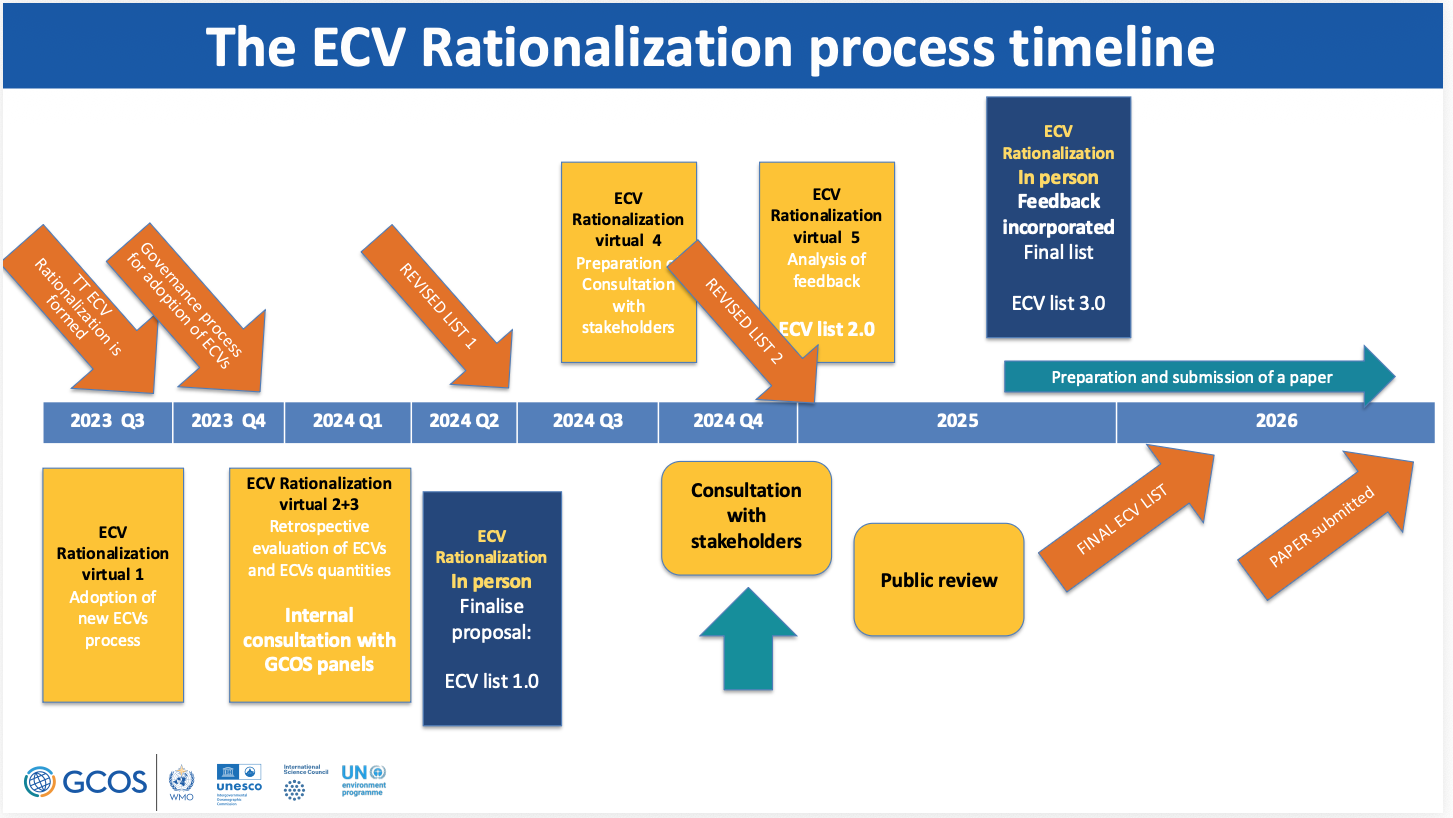 The ECV Rationalization process timeline
TT ECV
Rationalization is
formed
Governance process
for adoption of ECVs
REVISED LIST 1
ECV
Rationalization
virtual 4
Preparation
Consultation
with
stakeholders
REVISED LIST 2
ECV
Rationalization
virtual 5
Analysis of
feedback
ECV list 2.0
ECV
Rationalization
In person
Feedback
incorporated
Final list
ECV list 3.0
Preparation and submission of a paper
2023 Q3
2023 Q4
2024 Q1
2024 Q2
2024 Q3
2024 Q4
2025
2026
ECV
Rationalization
virtual 1
Adoption of
new ECVs
process
ECV Rationalization
virtual 2+3
Retrospective
evaluation of ECVs
and ECVs quantities
Internal
consultation with
GCOS panels
ECV
Rationalization
In person
Finalise
proposal:
ECV list 1.0
Consultation
with
stakeholders
Public review
FINAL ECV LIST
PAPER submitted
GCOS
WMO
unesco
Intergovernmental
Oceanographic
Commission
International
Science Council
UN
environment
programme